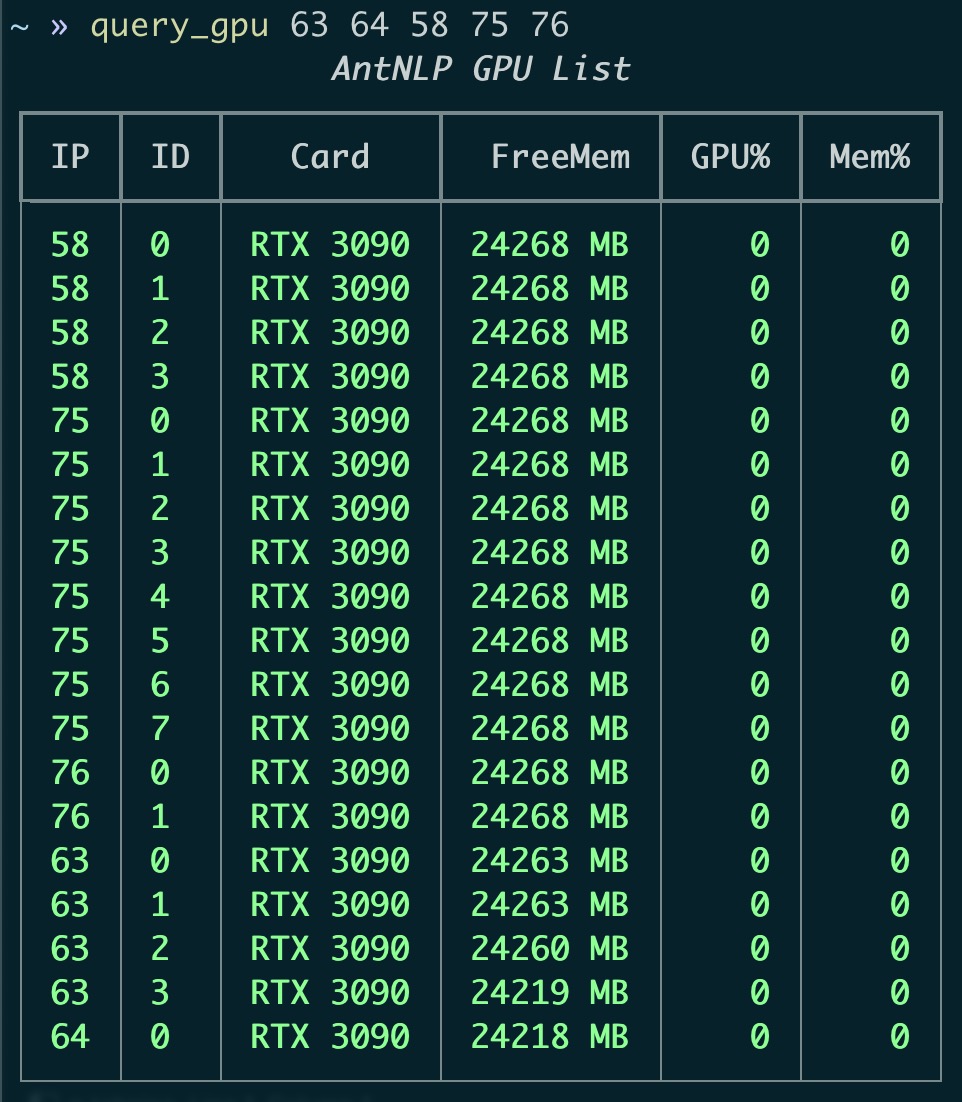 ~ » query_gpu 63 64 58 75 76
AntNLP GPU List
IP ID Card FreeMem GPU% Mem%
58 0 RTX 3090 24268 MB 0 0
58 1 RTX 3090 24268 MB 0 0
58 2 RTX 3090 24268 MB 0 0
58 3 RTX 3090 24268 MB 0 0
75 0 RTX 3090 24268 MB 0 0
75 1 RTX 3090 24268 MB 0 0
75 2 RTX 3090 24268 MB 0 0
75 3 RTX 3090 24268 MB 0 0
75 4 RTX 3090 24268 MB 0 0
75 5 RTX 3090 24268 MB 0 0
75 6 RTX 3090 24268 MB 0 0
75 7 RTX 3090 24268 MB 0 0
76 0 RTX 3090 24268 MB 0 0
76 1 RTX 3090 24268 MB 0 0
63 0 RTX 3090 24263 MB 0 0
63 1 RTX 3090 24263 MB 0 0
63 2 RTX 3090 24260 MB 0 0
63 3 RTX 3090 24219 MB 0 0
64 0 RTX 3090 24218 MB 0 0